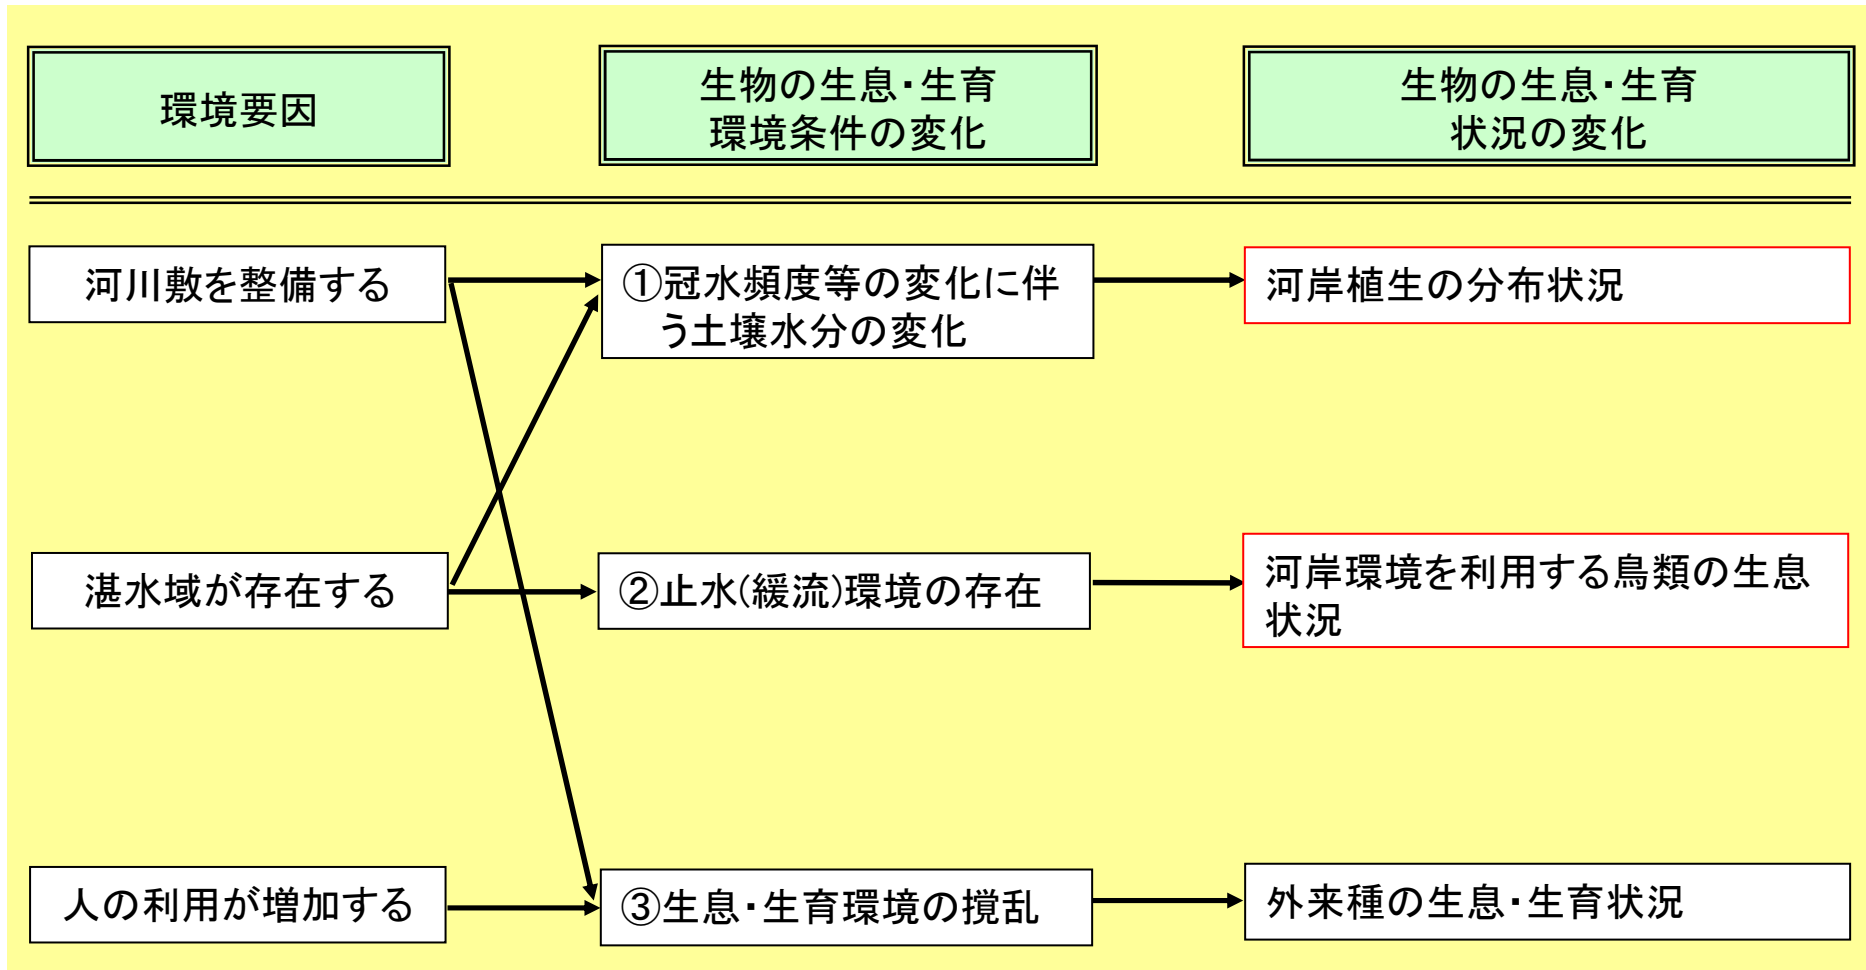 環境要因
生物の生息・生育
環境条件の変化
生物の生息・生育
状況の変化
河川敷を整備する
①冠水頻度等の変化に伴
う土壌水分の変化
河岸植生の分布状況
湛水域が存在する
②止水(緩流)環境の存在
河岸環境を利用する鳥類の生息
状況
人の利用が増加する
③生息・生育環境の撹乱
外来種の生息・生育状況